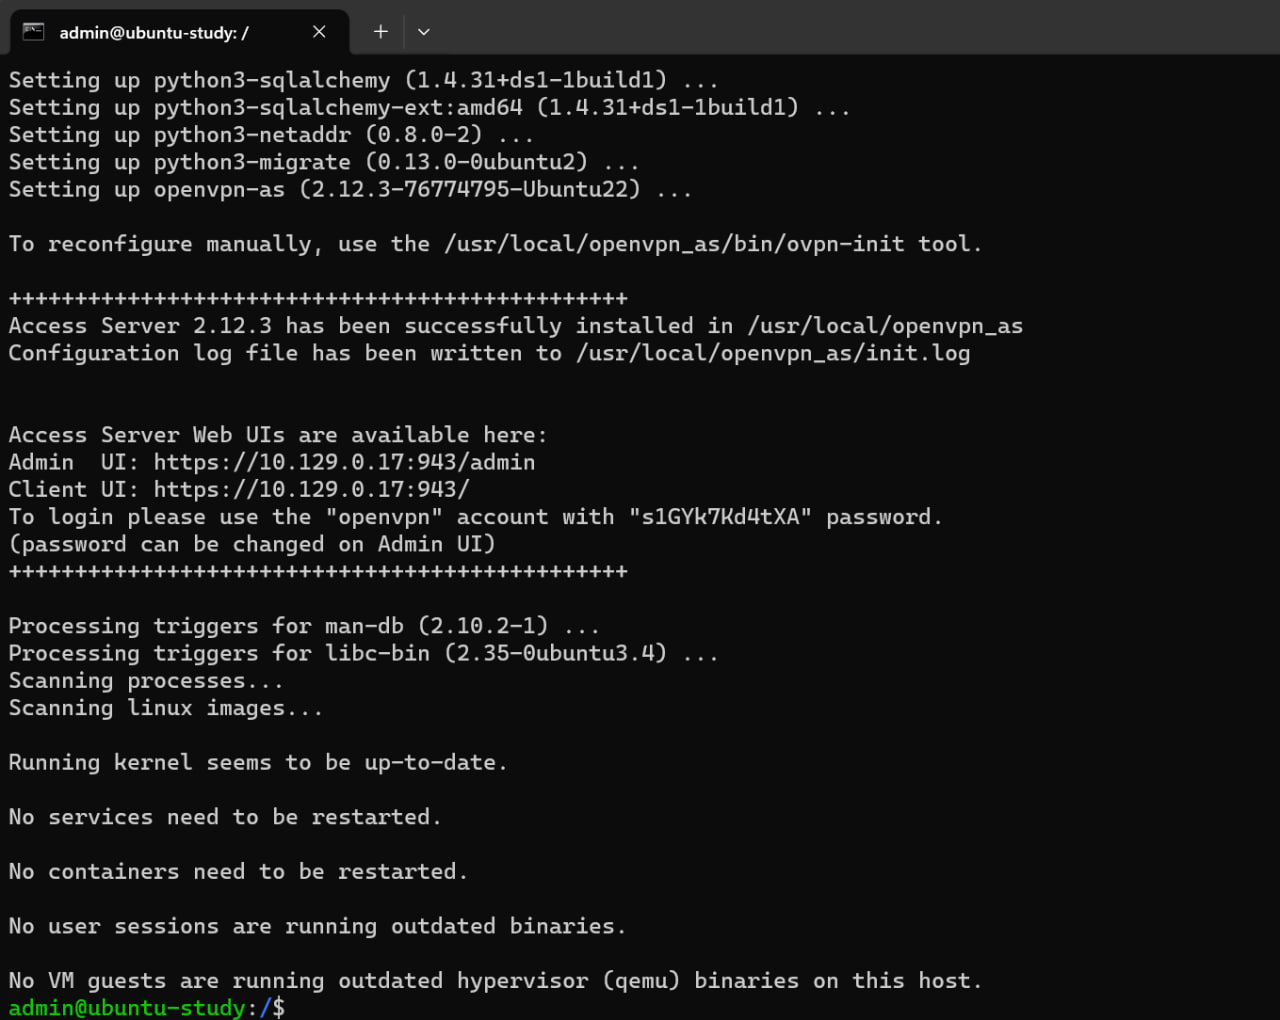 admin@ubuntu-study: /
Setting up python3-sqlalchemy (1.4.31+ds1-1build1) ...
Setting up python3-sqlalchemy-ext:amd64 (1.4.31+ds1-1build1) ...
Setting up python3-netaddr (0.8.0-2) ...
Setting up python3-migrate (0.13.0-0ubuntu2) ...
Setting up openvpn-as (2.12.3-76774795-Ubuntu22) ...
To reconfigure manually, use the /usr/local/openvpn_as/bin/ovpn-init tool.
+++++++++++++++++++++++++++++++++++++++++++++++
Access Server 2.12.3 has been successfully installed in /usr/local/openvpn_as
Configuration log file has been written to /usr/local/openvpn_as/init.log
Access Server Web UIs are available here:
Admin  UI: https://10.129.0.17:943/admin
Client UI: https://10.129.0.17:943/
To login please use the "openvpn" account with "s1GYk7Kd4tXA" password.
(password can be changed on Admin UI)
+++++++++++++++++++++++++++++++++++++++++++++++
Processing triggers for man-db (2.10.2-1) ...
Processing triggers for libc-bin (2.35-0ubuntu3.4) ...
Scanning processes...
Scanning linux images...
Running kernel seems to be up-to-date.
No services need to be restarted.
No containers need to be restarted.
No user sessions are running outdated binaries.
No VM guests are running outdated hypervisor (qemu) binaries on this host.
admin@ubuntu-study:/$